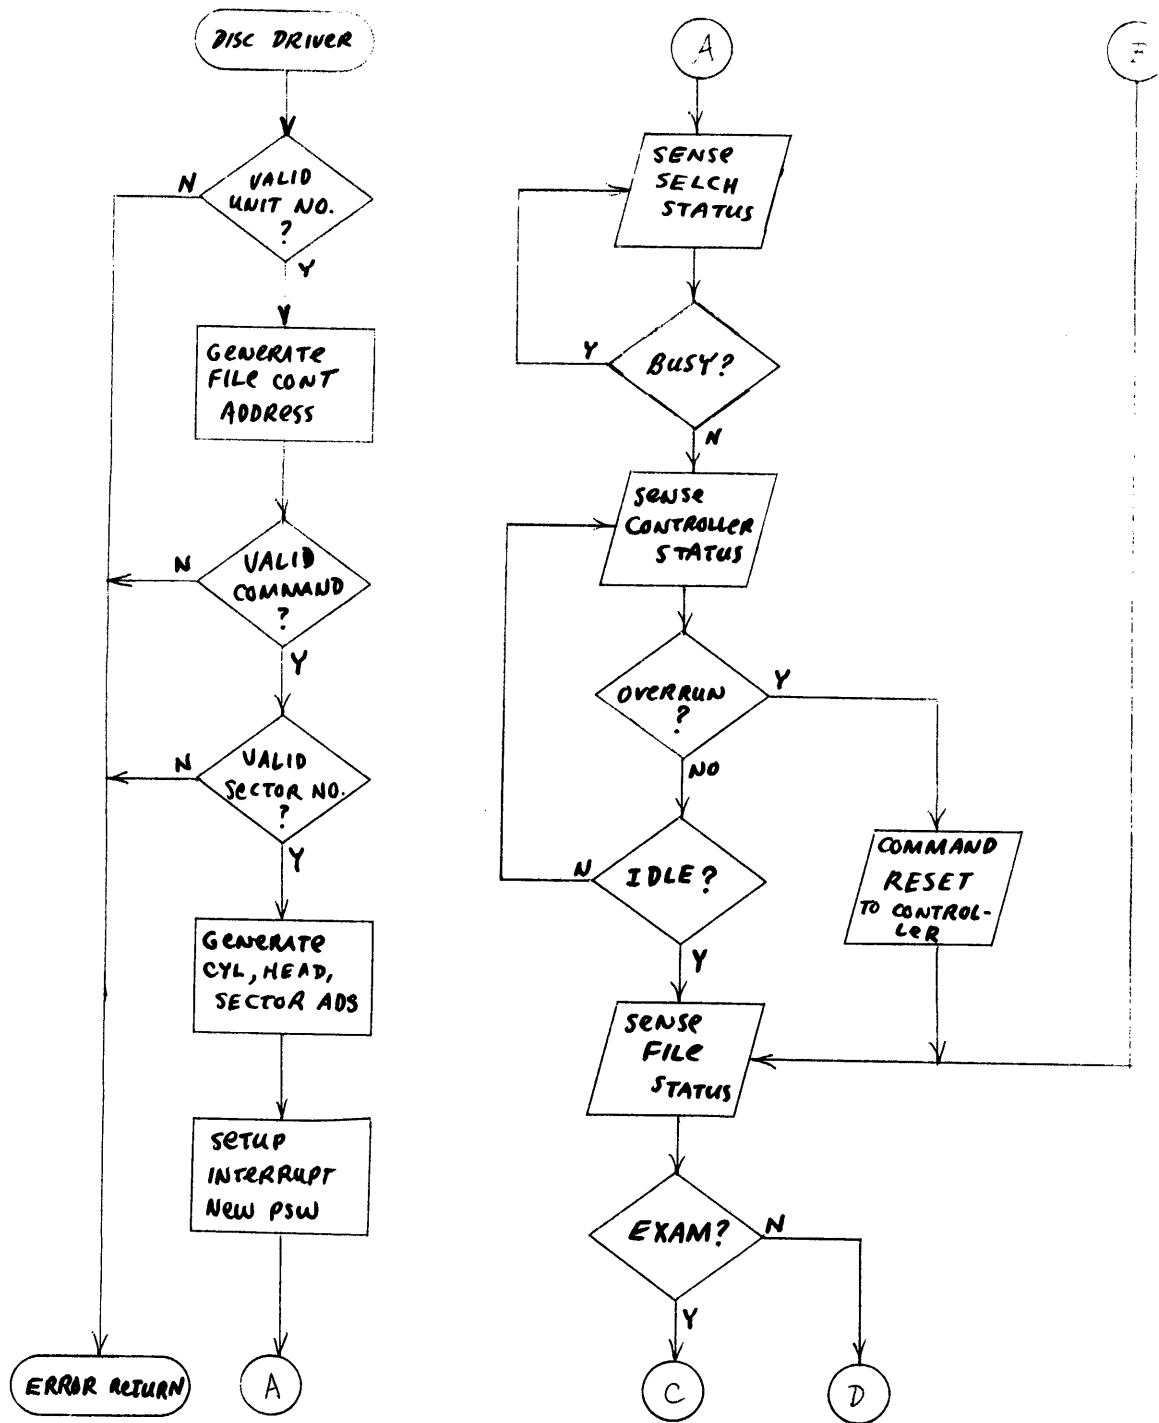 DISC DRIVER
N
VALID
UNIT NO.
?
Y
GENERATE
FILE CONT
ADDRESS
N
VALID
COMMAND
?
Y
N
VALID
SECTOR NO.
?
Y
GENERATE
CYL, HEAD,
SECTOR ADS
SETUP
INTERRUPT
NEW PSW
ERROR RETURN
A
A
SENSE
SELCH
STATUS
Y
BUSY?
N
SENSE
CONTROLLER
STATUS
OVERRUN
?
Y
NO
N
IDLE?
Y
COMMAND
RESET
TO CONTROL-
LER
SENSE
FILE
STATUS
EXAM?
N
Y
C
D